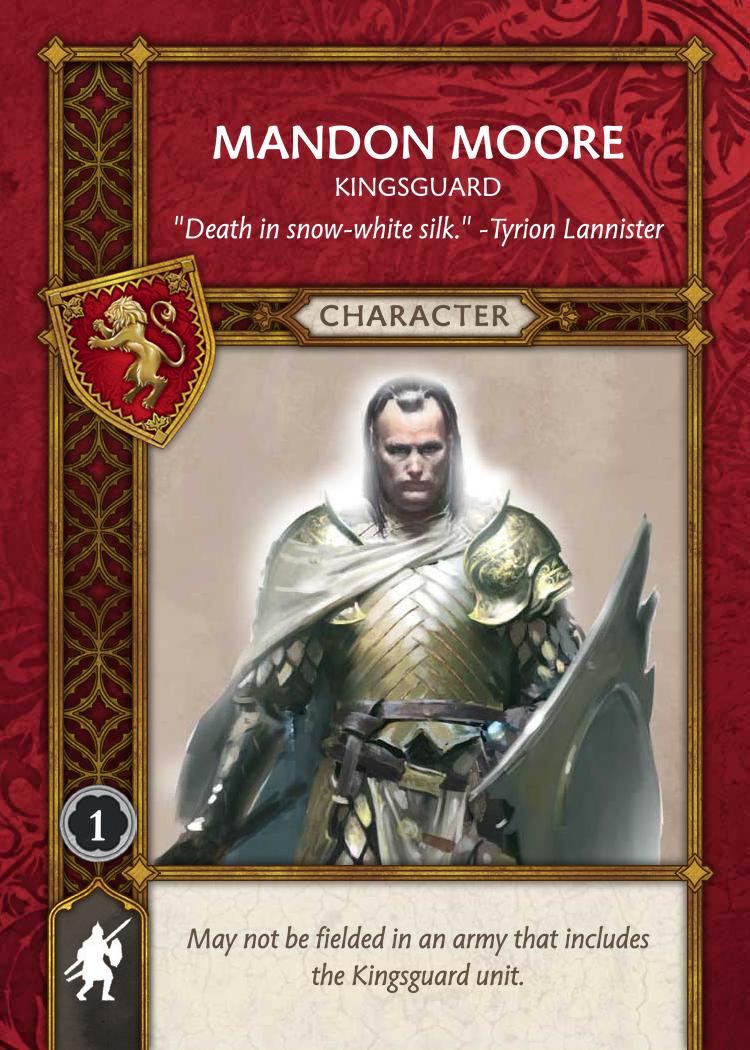 MANDON MOORE
KINGSGUARD
"Death in snow-white silk." -Tyrion Lannister
CHARACTER
1
May not be fielded in an army that includes
the Kingsguard unit.